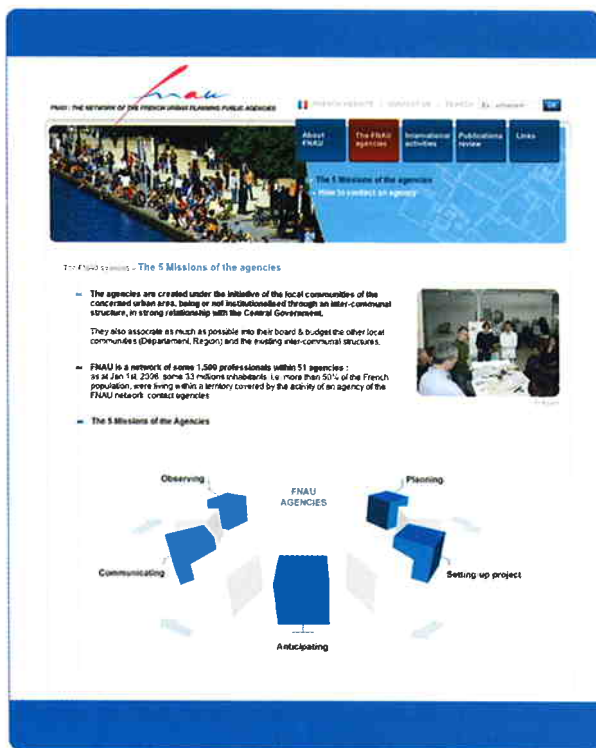 fnau
FNAU : THE NETWORK OF THE FRENCH URBAN PLANNING PUBLIC AGENCIES
FRENCH WEBSITE | CONTACT US | SEARCH
About FNAU
The FNAU agencies
International activities
Publications review
Links
The 5 Missions of the agencies
How to contact an agency
The FNAU agencies - The 5 Missions of the agencies
The agencies are created under the initiative of the local communities of the
concerned urban area, being or not institutionalised through an inter-communal
structure, in strong relationship with the Central Government.
They also associate as much as possible into their board & budget the other local
communities (Departement, Region) and the existing inter-communal structures.
FNAU is a network of some 1,500 professionals within 51 agencies :
as at Jan 1st, 2006, some 33 millions inhabitants i.e. more than 50% of the French
population, were living within a territory covered by the activity of an agency of the
FNAU network. contact agencies
The 5 Missions of the Agencies
Observing
FNAU
AGENCIES
Planning
Communicating
Setting up project
Anticipating